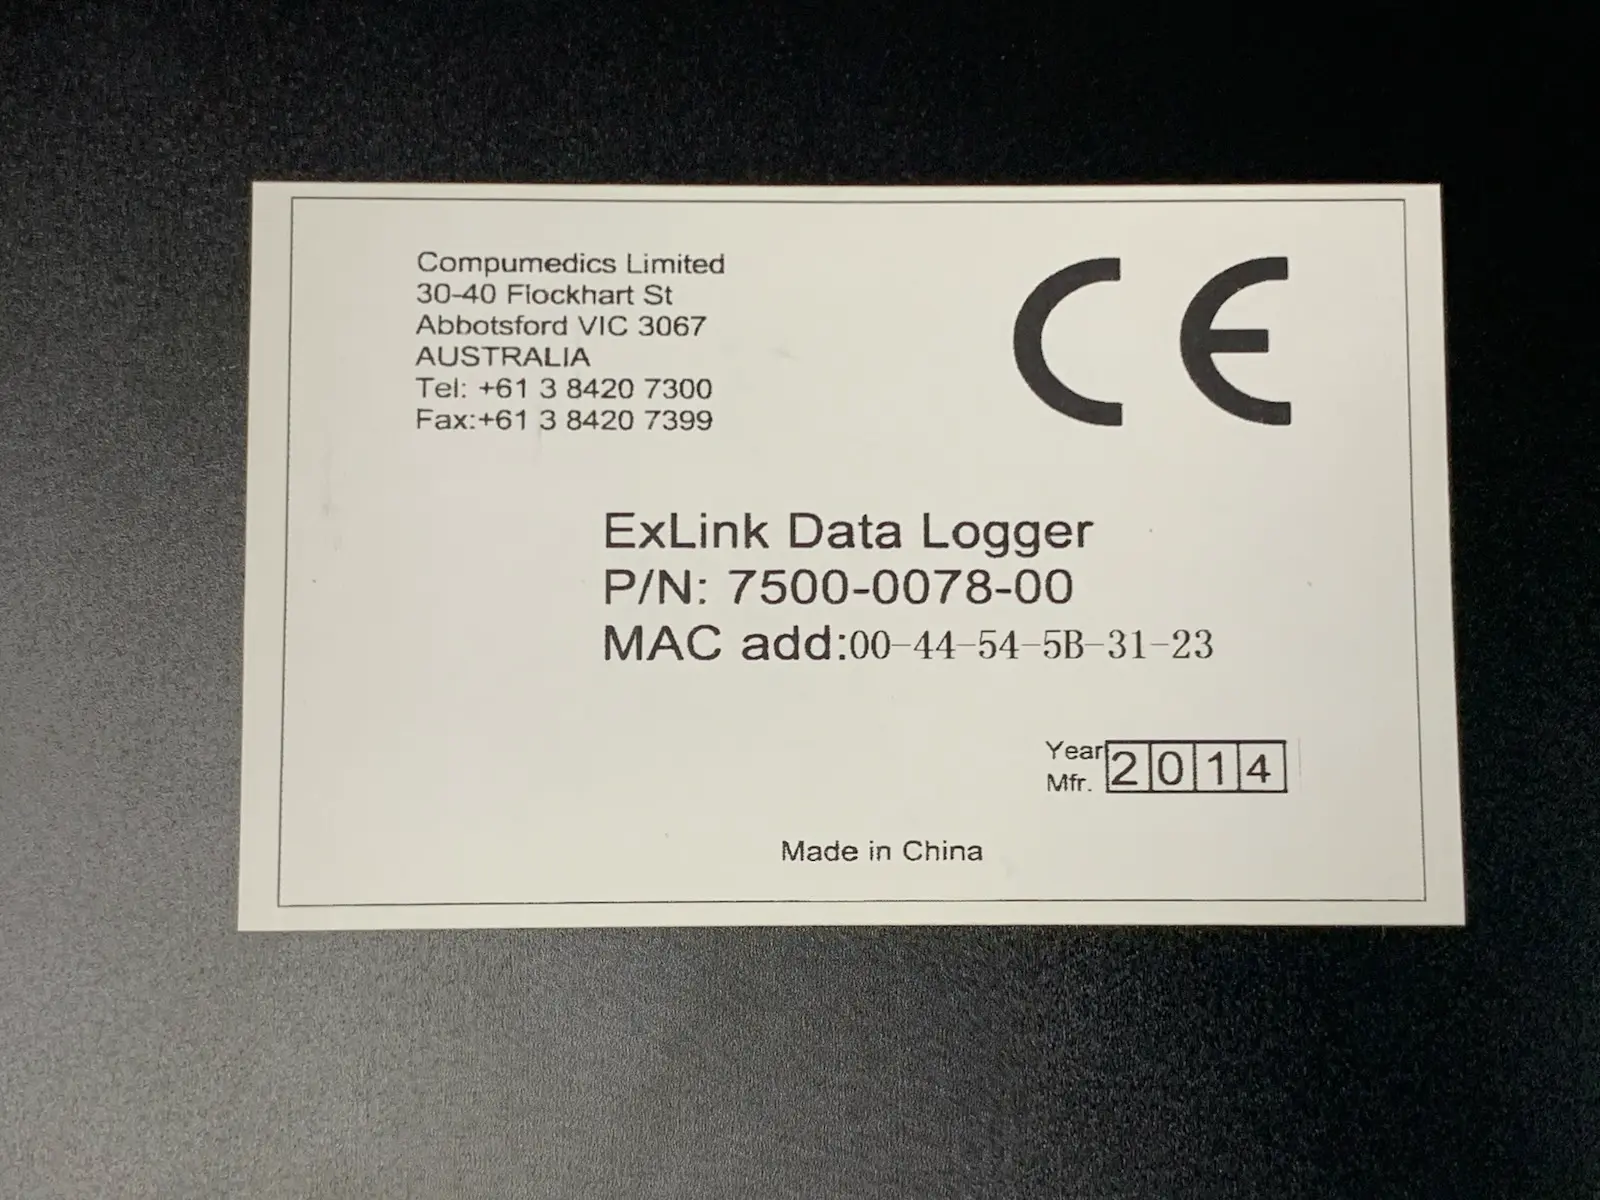 Compumedics Limited
30-40 Flockhart St
Abbotsford VIC 3067
AUSTRALIA
Tel: +61 3 8420 7300
Fax:+61 3 8420 7399
CE
ExLink Data Logger
P/N: 7500-0078-00
MAC add:00-44-54-5B-31-23
Year
Mfr.
2014
Made in China